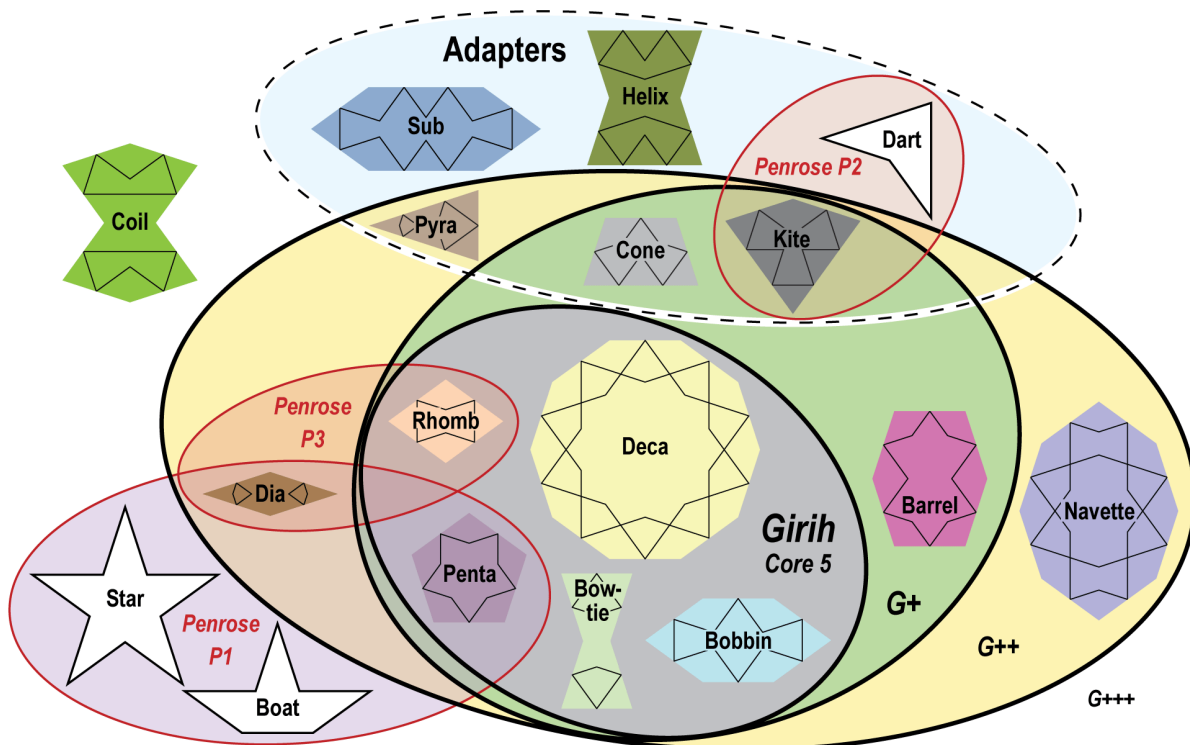 Adapters
Helix
Sub
Dart
Penrose P2
Coil
Pyra
Cone
Kite
Penrose
P3
Rhomb
Deca
Dia
Barrel
Navette
Girih
Core 5
Penta
Bow-
tie
Star
G+
Penrose
P1
Bobbin
G++
Boat
G+++